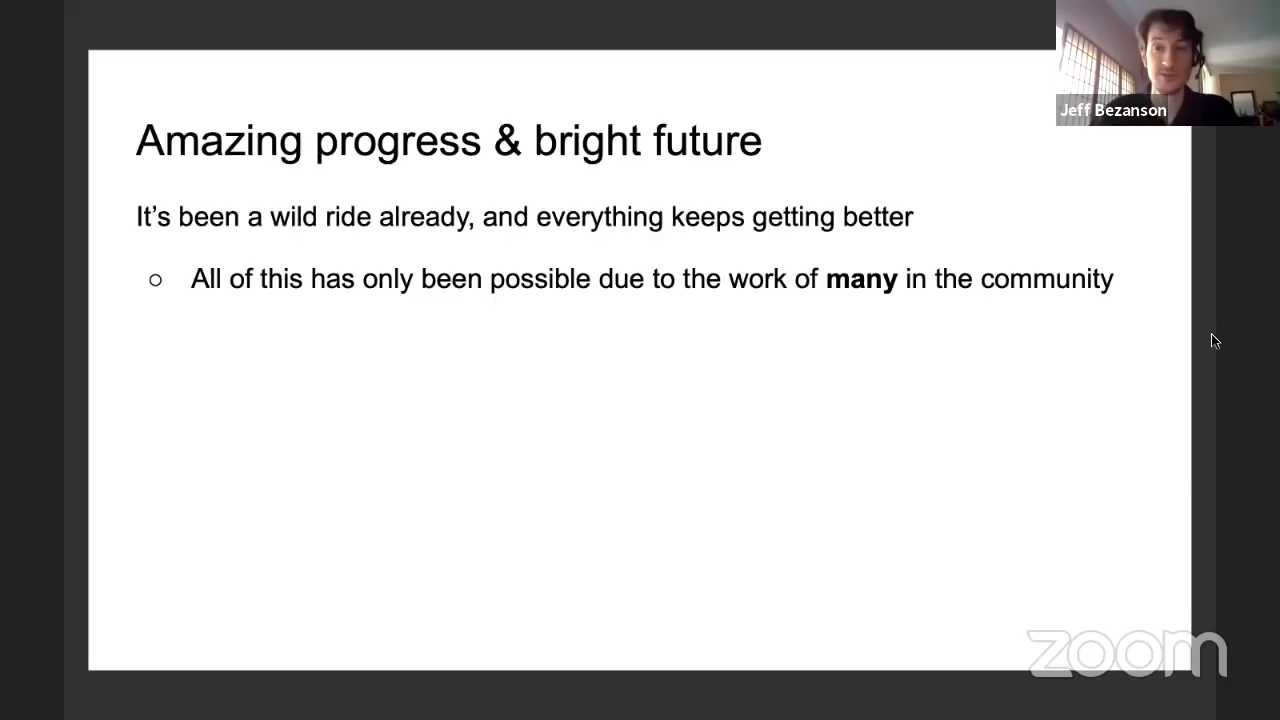 Jeff Bezanson
Amazing progress & bright future
It’s been a wild ride already, and everything keeps getting better
○ All of this has only been possible due to the work of many in the community
zoom